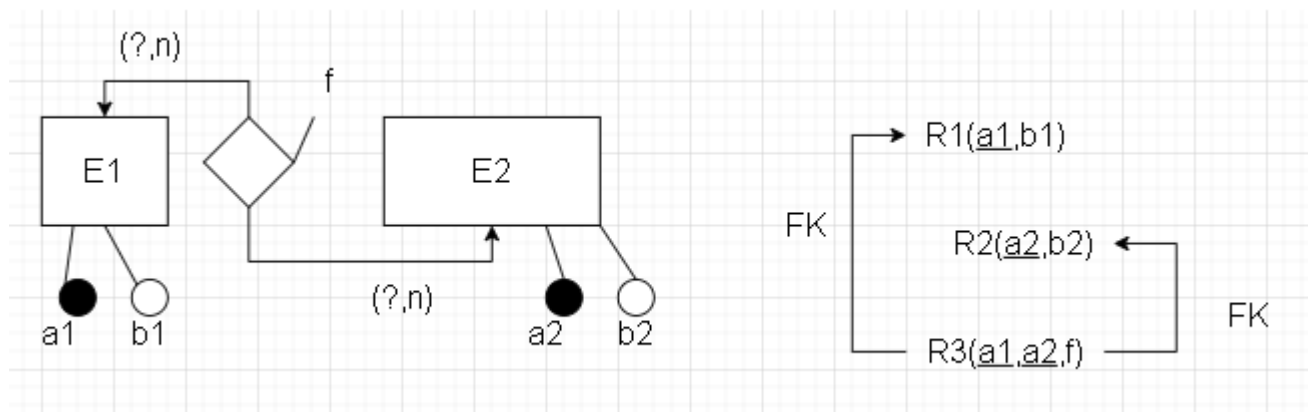 (?,n)
f
E1
E2
(?,n)
a1
b1
a2
b2
R1(a1,b1)
FK
R2(a2,b2)
FK
R3(a1,a2,f)